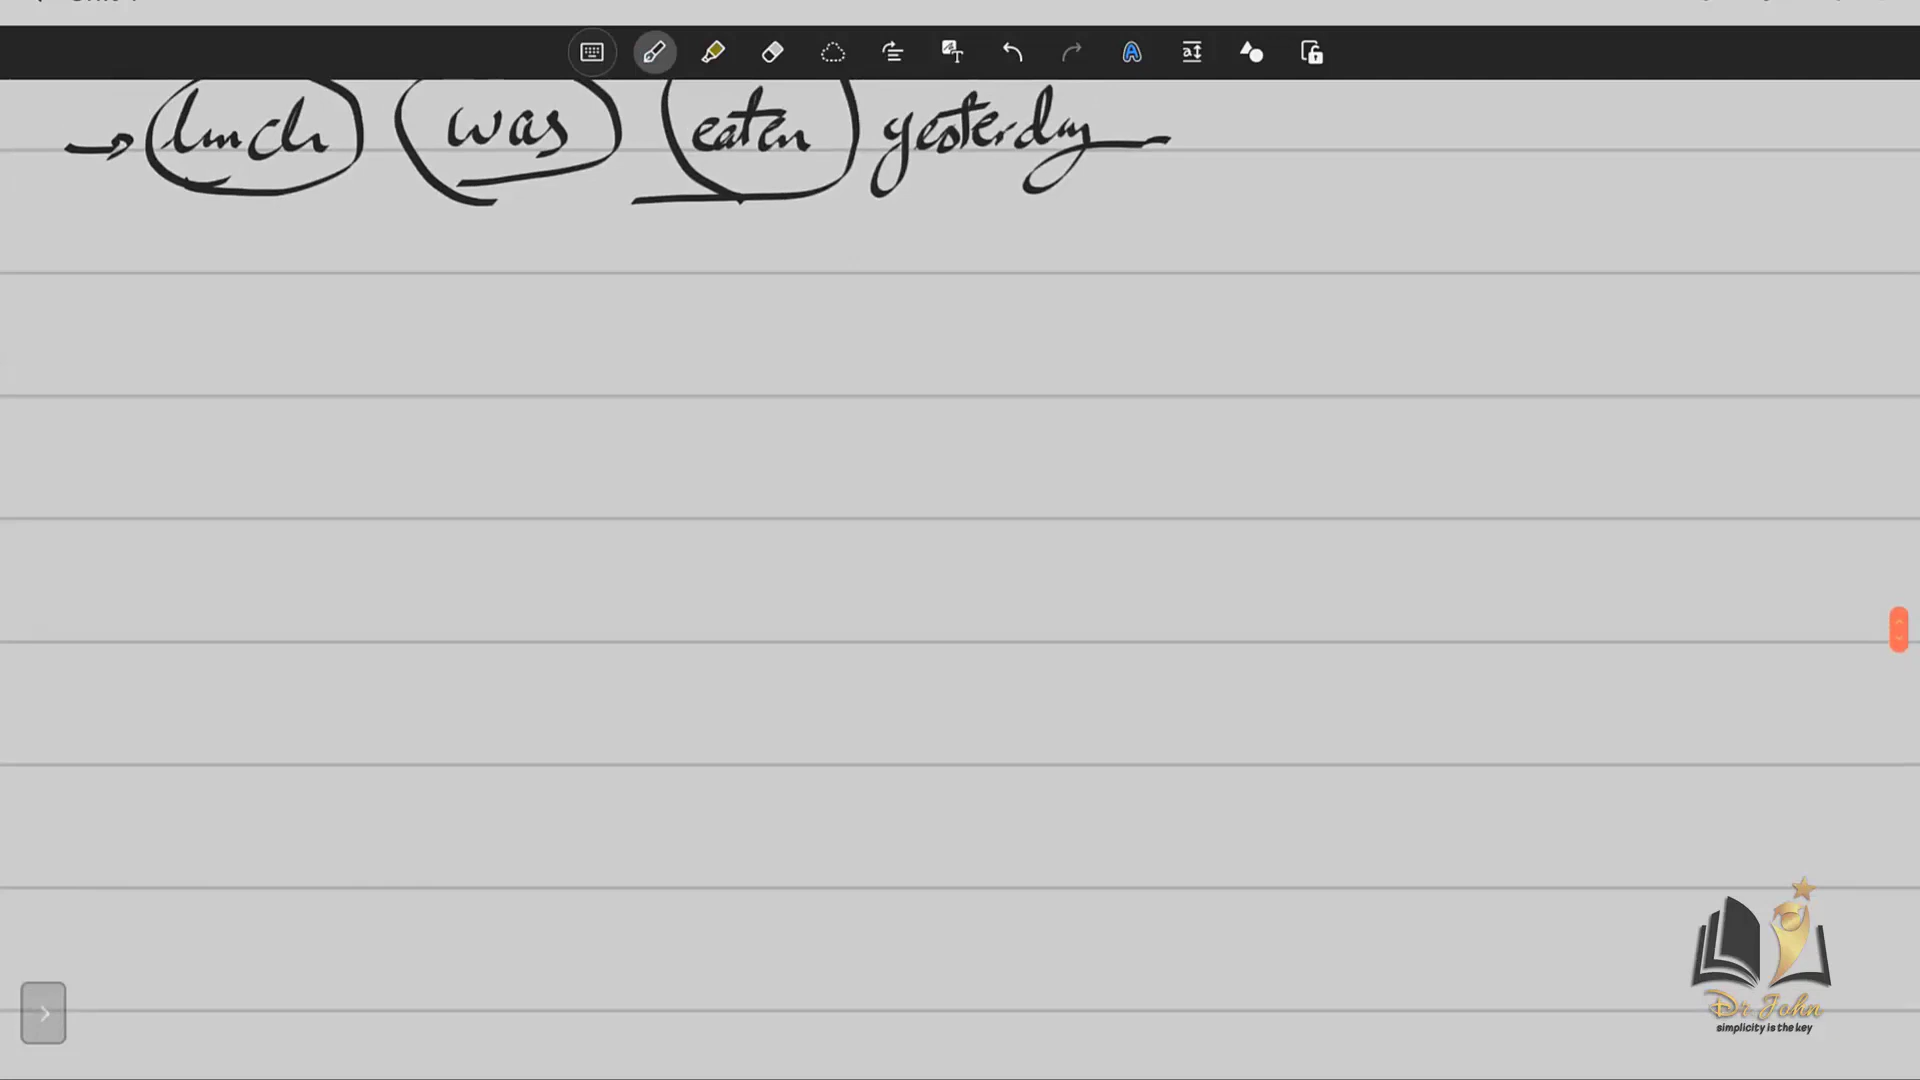 → lunch was eaten yesterday
Dr. John
simplicity is the key